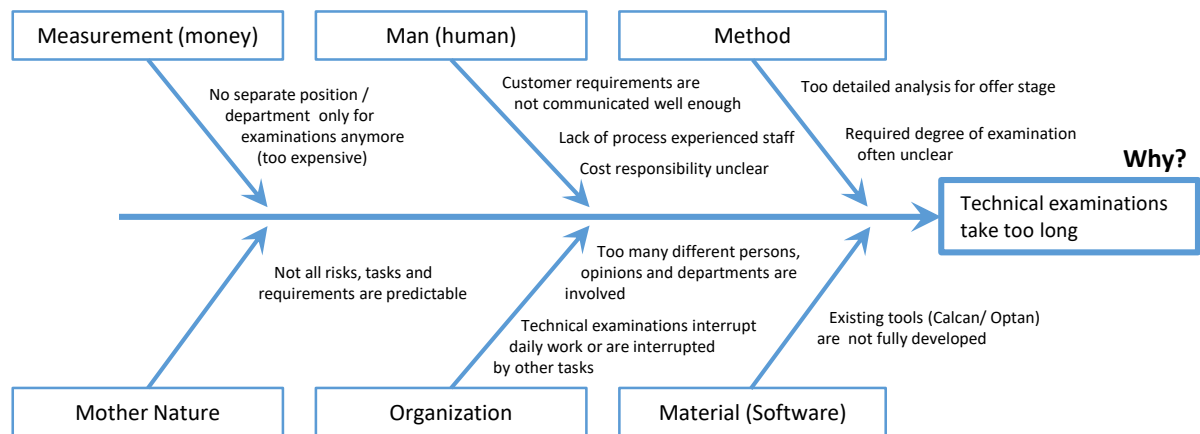 Measurement (money)
Man (human)
Method
No separate position /
department only for
examinations anymore
(too expensive)
Customer requirements are
not communicated well enough
Lack of process experienced staff
Cost responsibility unclear
Too detailed analysis for offer stage
Required degree of examination
often unclear
Why?
Technical examinations
take too long
Not all risks, tasks and
requirements are predictable
Too many different persons,
opinions and departments are
involved
Technical examinations interrupt
daily work or are interrupted
by other tasks
Existing tools (Calcan/ Optan)
are not fully developed
Mother Nature
Organization
Material (Software)